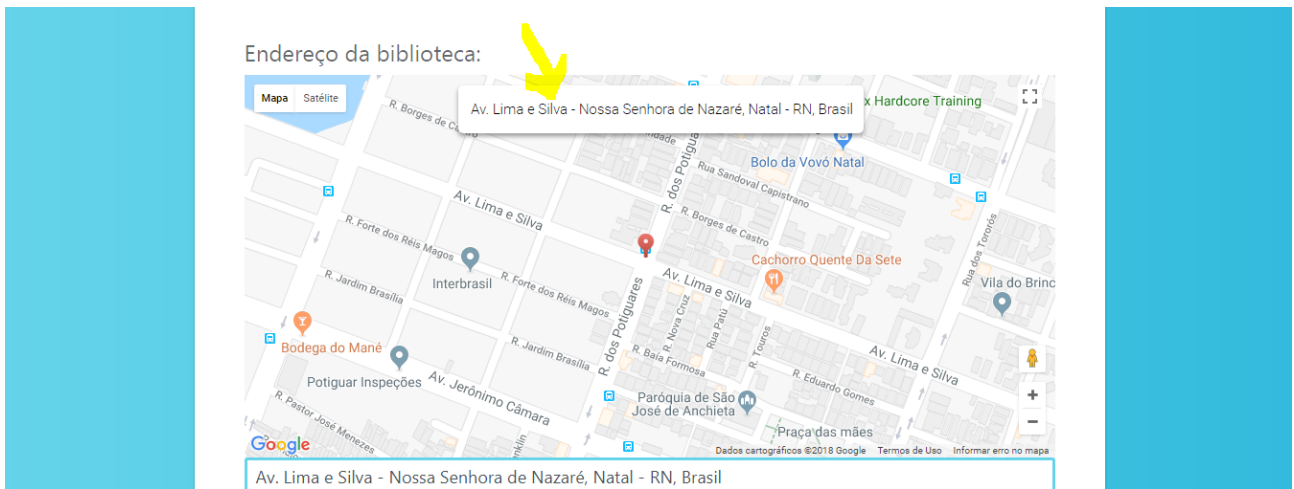 Endereço da biblioteca:
Mapa Satélite
Av. Lima e Silva - Nossa Senhora de Nazaré, Natal - RN, Brasil
x Hardcore Training
R. Borges de
Bolo da Vovó Natal
Rua Sandoval Capistrano
R. dos Potiguares
Av. Lima e Silva
R. Borges de Castro
R. Forte dos Réis Magos
Rua dos Tororós
Cachorro Quente Da Sete
Interbrasil
R. Forte dos Réis Magos
Av. Lima e Silva
Vila do Brinc
R. Jardim Brasília
R. dos Potiguares
R. Nova Cruz
Rua Patú
R. Touros
Bodega do Mané
R. Jardim Brasília
R. Baía Formosa
Av. Lima e Silva
Potiguar Inspeções
Av. Jerônimo Câmara
R. Eduardo Gomes
Paróquia de São
José de Anchieta
R. Pastor José Menezes
Praça das mães
Google
Dados cartográficos ©2018 Google Termos de Uso Informar erro no mapa
Av. Lima e Silva - Nossa Senhora de Nazaré, Natal - RN, Brasil